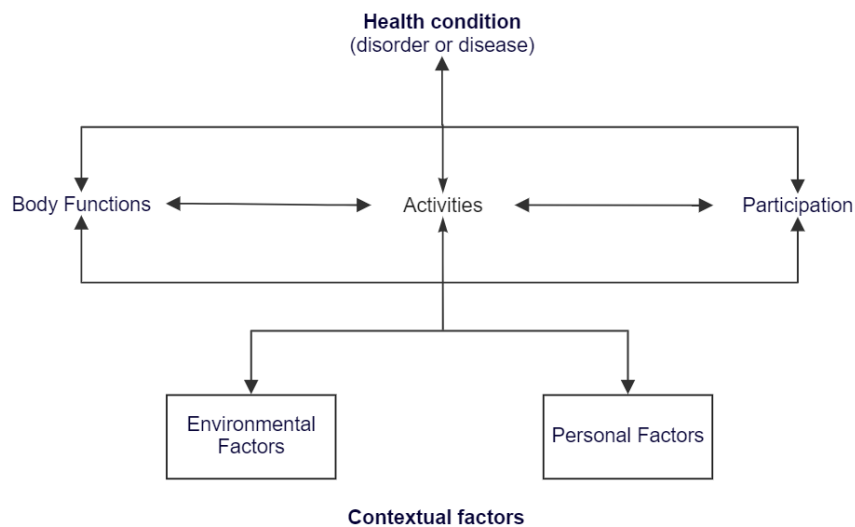 Health condition
(disorder or disease)
Body Functions
Activities
Participation
Environmental
Factors
Personal Factors
Contextual factors